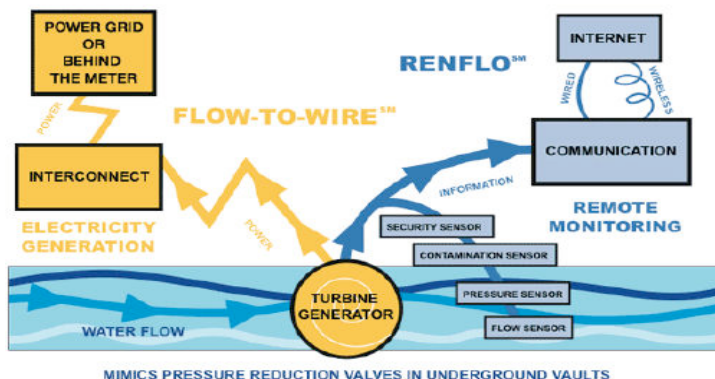 POWER GRID
OR
BEHIND
THE METER
INTERNET
RENFLO℠
POWER
WIRED
WIRELESS
FLOW-TO-WIRE℠
INTERCONNECT
COMMUNICATION
INFORMATION
ELECTRICITY
GENERATION
POWER
REMOTE
MONITORING
SECURITY SENSOR
CONTAMINATION SENSOR
PRESSURE SENSOR
FLOW SENSOR
TURBINE
GENERATOR
WATER FLOW
MIMICS PRESSURE REDUCTION VALVES IN UNDERGROUND VAULTS